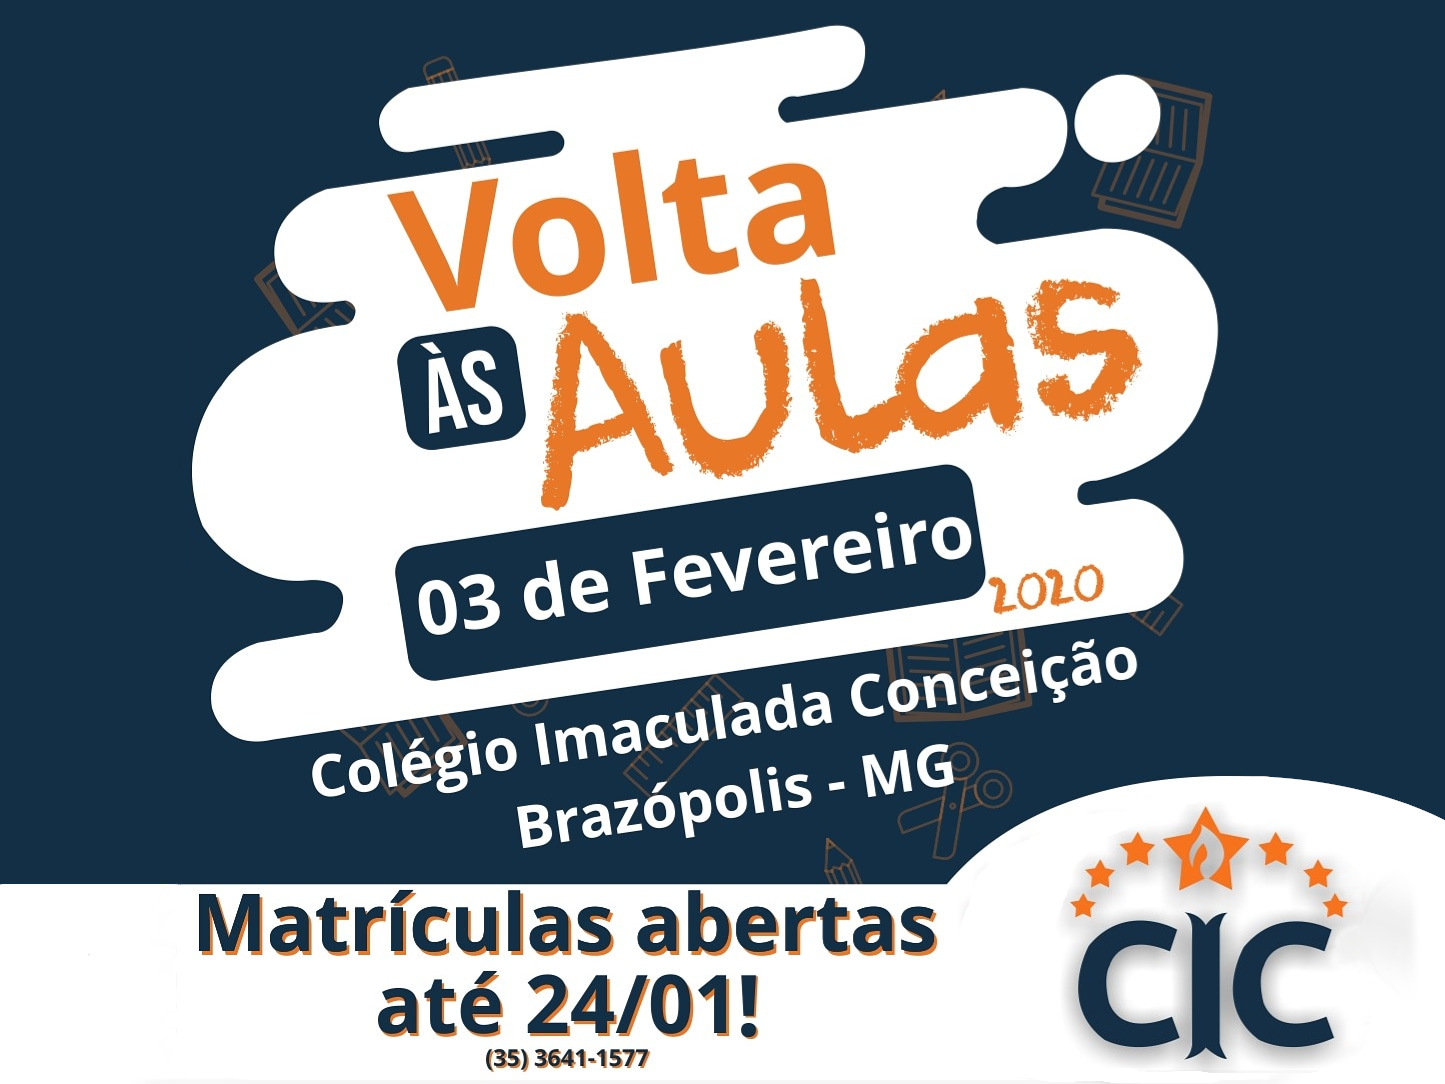 Volta
ÀS Aulas
03 de Fevereiro
2020
Colégio Imaculada Conceição
Brazópolis - MG
Matrículas abertas
até 24/01!
(35) 3641-1577
CIC